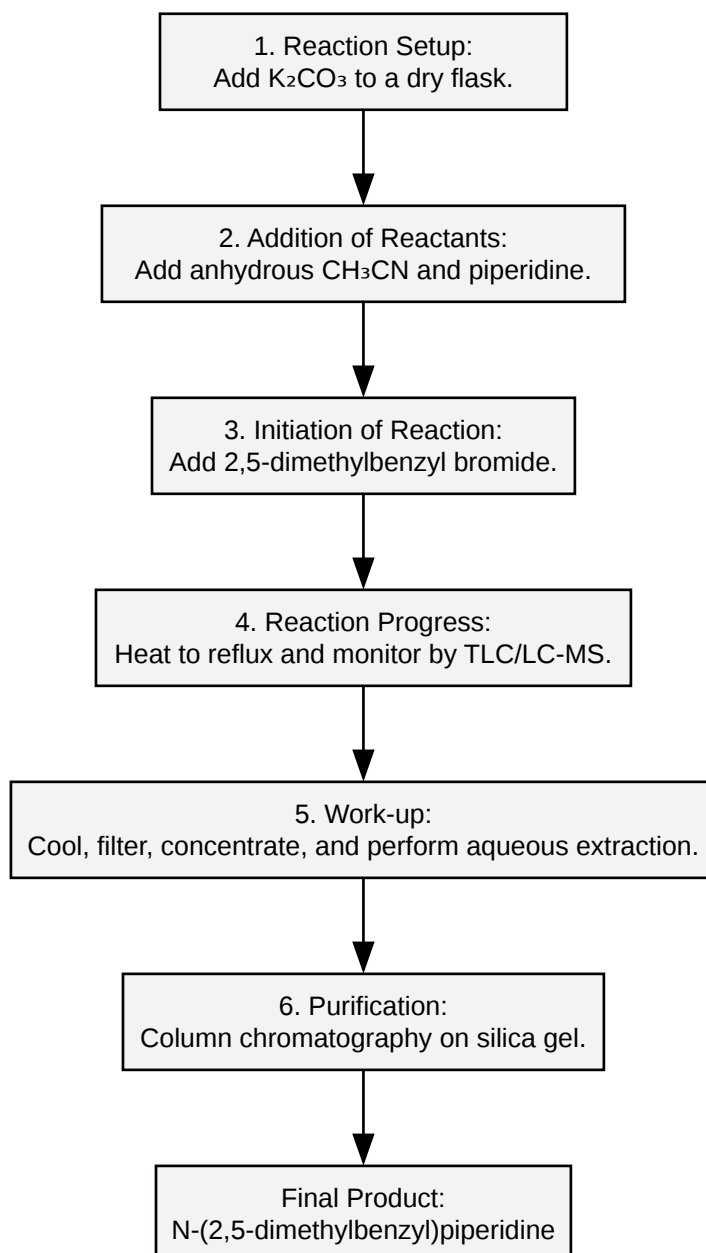 1. Reaction Setup:
Add K₂CO₃ to a dry flask.
2. Addition of Reactants:
Add anhydrous CH₃CN and piperidine.
3. Initiation of Reaction:
Add 2,5-dimethylbenzyl bromide.
4. Reaction Progress:
Heat to reflux and monitor by TLC/LC-MS.
5. Work-up:
Cool, filter, concentrate, and perform aqueous extraction.
6. Purification:
Column chromatography on silica gel.
Final Product:
N-(2,5-dimethylbenzyl)piperidine